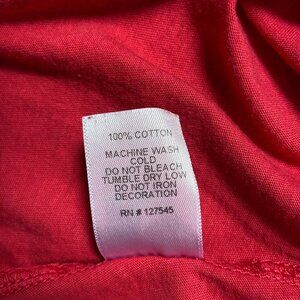 100% COTTON
MACHINE WASH
COLD
DO NOT BLEACH
TUMBLE DRY LOW
DO NOT IRON
DECORATION
RN # 127545